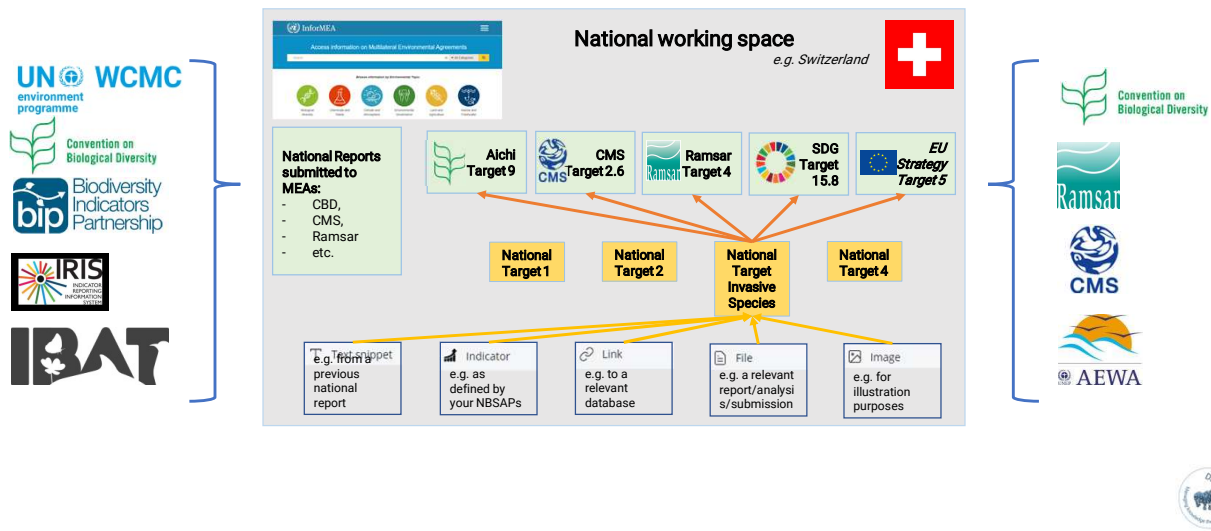 UN WCMC
environment
programme
Convention on
Biological Diversity
bip Biodiversity
Indicators
Partnership
IRIS
INDICATOR
REPORTING
INFORMATION
SYSTEM
IBAT
InforMEA
Access information on Multilateral Environmental Agreements
National working space
e.g. Switzerland
National Reports
submitted to
MEAs:
- CBD,
- CMS,
- Ramsar
- etc.
Aichi
Target 9
CMS
CMS
Target 2.6
Ramsar
Ramsar
Target 4
SDG
Target
15.8
EU
Strategy
Target 5
National
Target 1
National
Target 2
National
Target
Invasive
Species
National
Target 4
Text snippet
e.g. from a
previous
national
report
Indicator
e.g. as
defined by
your NBSAPs
Link
e.g. to a
relevant
database
File
e.g. a relevant
report/analysi
s/submission
Image
e.g. for
illustration
purposes
Convention on
Biological Diversity
Ramsar
CMS
AEWA